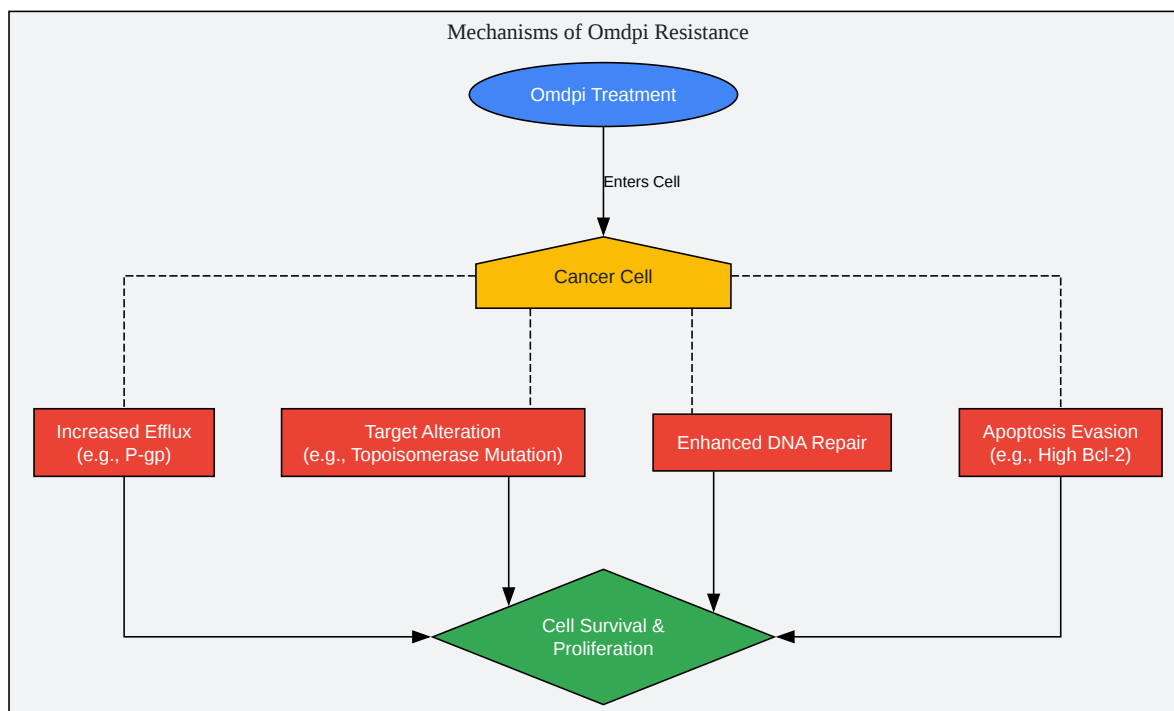 Mechanisms of Omdpi Resistance
Omdpi Treatment
Enters Cell
Cancer Cell
Increased Efflux
(e.g., P-gp)
Target Alteration
(e.g., Topoisomerase Mutation)
Enhanced DNA Repair
Apoptosis Evasion
(e.g., High Bcl-2)
Cell Survival &
Proliferation